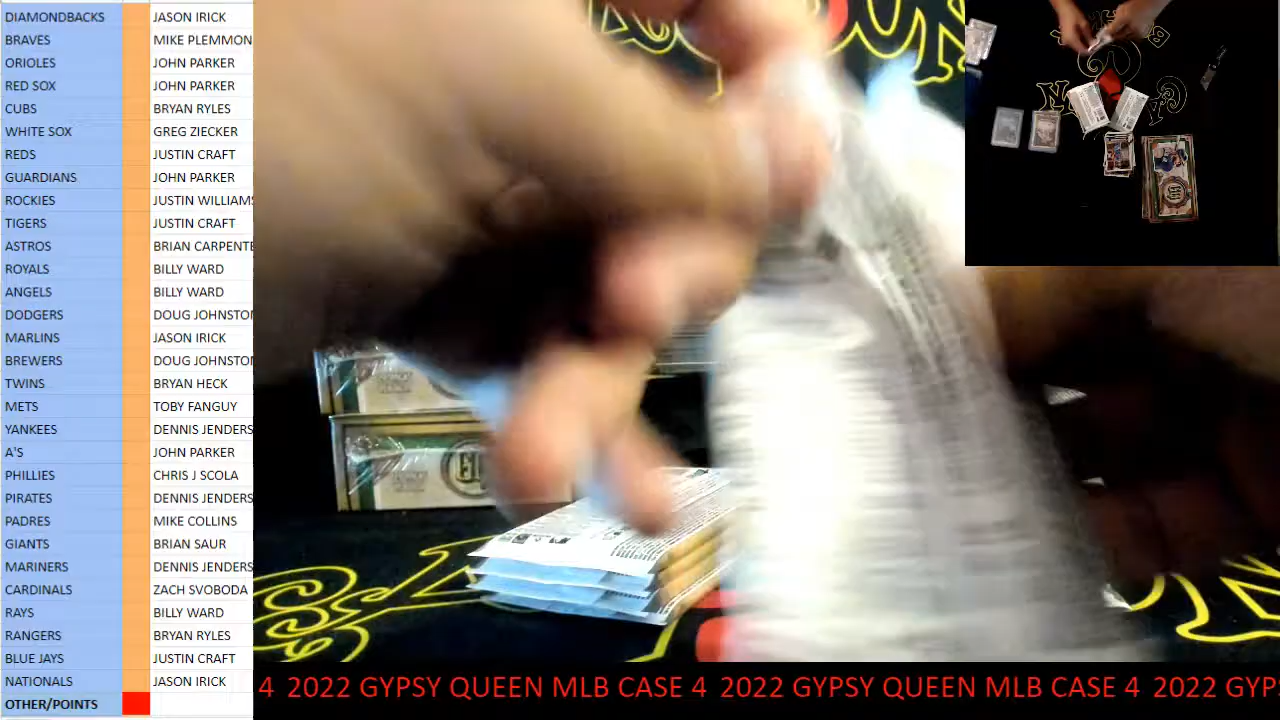 DIAMONDBACKS JASON IRICK
BRAVES MIKE PLEMMON
ORIOLES JOHN PARKER
RED SOX JOHN PARKER
CUBS BRYAN RYLES
WHITE SOX GREG ZIECKER
REDS JUSTIN CRAFT
GUARDIANS JOHN PARKER
ROCKIES JUSTIN WILLIAMS
TIGERS JUSTIN CRAFT
ASTROS BRIAN CARPENTE
ROYALS BILLY WARD
ANGELS BILLY WARD
DODGERS DOUG JOHNSTON
MARLINS JASON IRICK
BREWERS DOUG JOHNSTON
TWINS BRYAN HECK
METS TOBY FANGUY
YANKEES DENNIS JENDERS
A'S JOHN PARKER
PHILLIES CHRIS J SCOLA
PIRATES DENNIS JENDERS
PADRES MIKE COLLINS
GIANTS BRIAN SAUR
MARINERS DENNIS JENDERS
CARDINALS ZACH SVOBODA
RAYS BILLY WARD
RANGERS BRYAN RYLES
BLUE JAYS JUSTIN CRAFT
NATIONALS JASON IRICK
OTHER/POINTS
4 2022 GYPSY QUEEN MLB CASE 4 2022 GYPSY QUEEN MLB CASE 4 2022 GYP